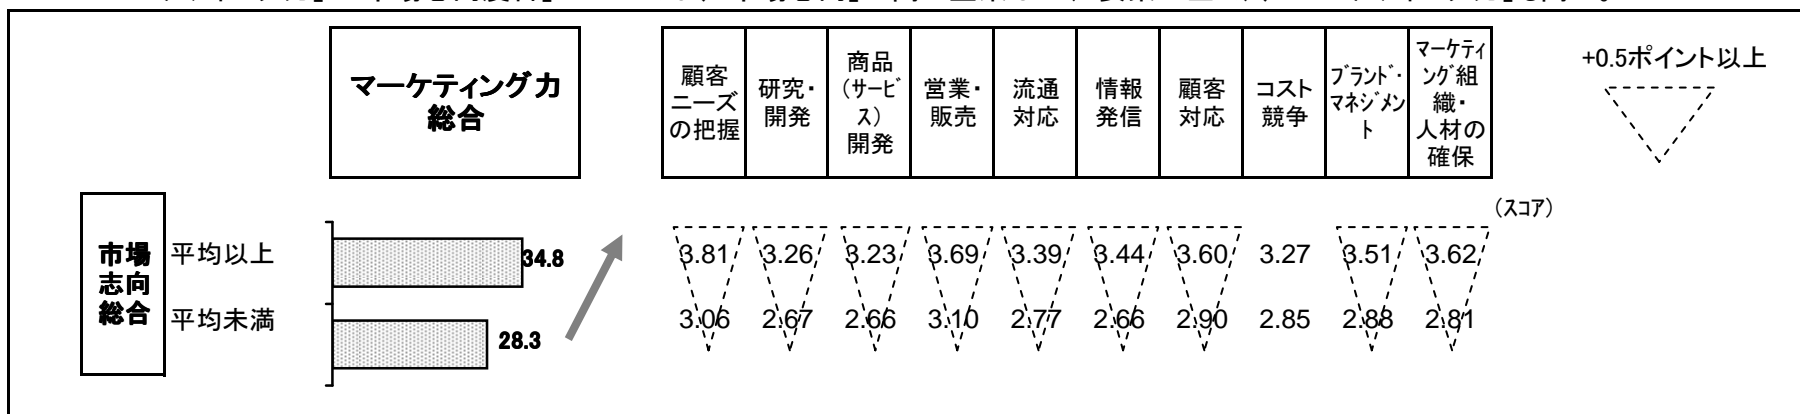 マーケティング力
総合
顧客
ニーズ
の把握
研究・
開発
商品
（サービ
ス）
開発
営業・
販売
流通
対応
情報
発信
顧客
対応
コスト
競争
ブランド・
マネジメン
ト
マーケティ
ング組
織・
人材の
確保
+0.5ポイント以上
（スコア）
市場
志向
総合
平均以上
34.8
3.81 3.26 3.23 3.69 3.39 3.44 3.60 3.27 3.51 3.62
平均未満
28.3
3.06 2.67 2.66 3.10 2.77 2.66 2.90 2.85 2.88 2.81